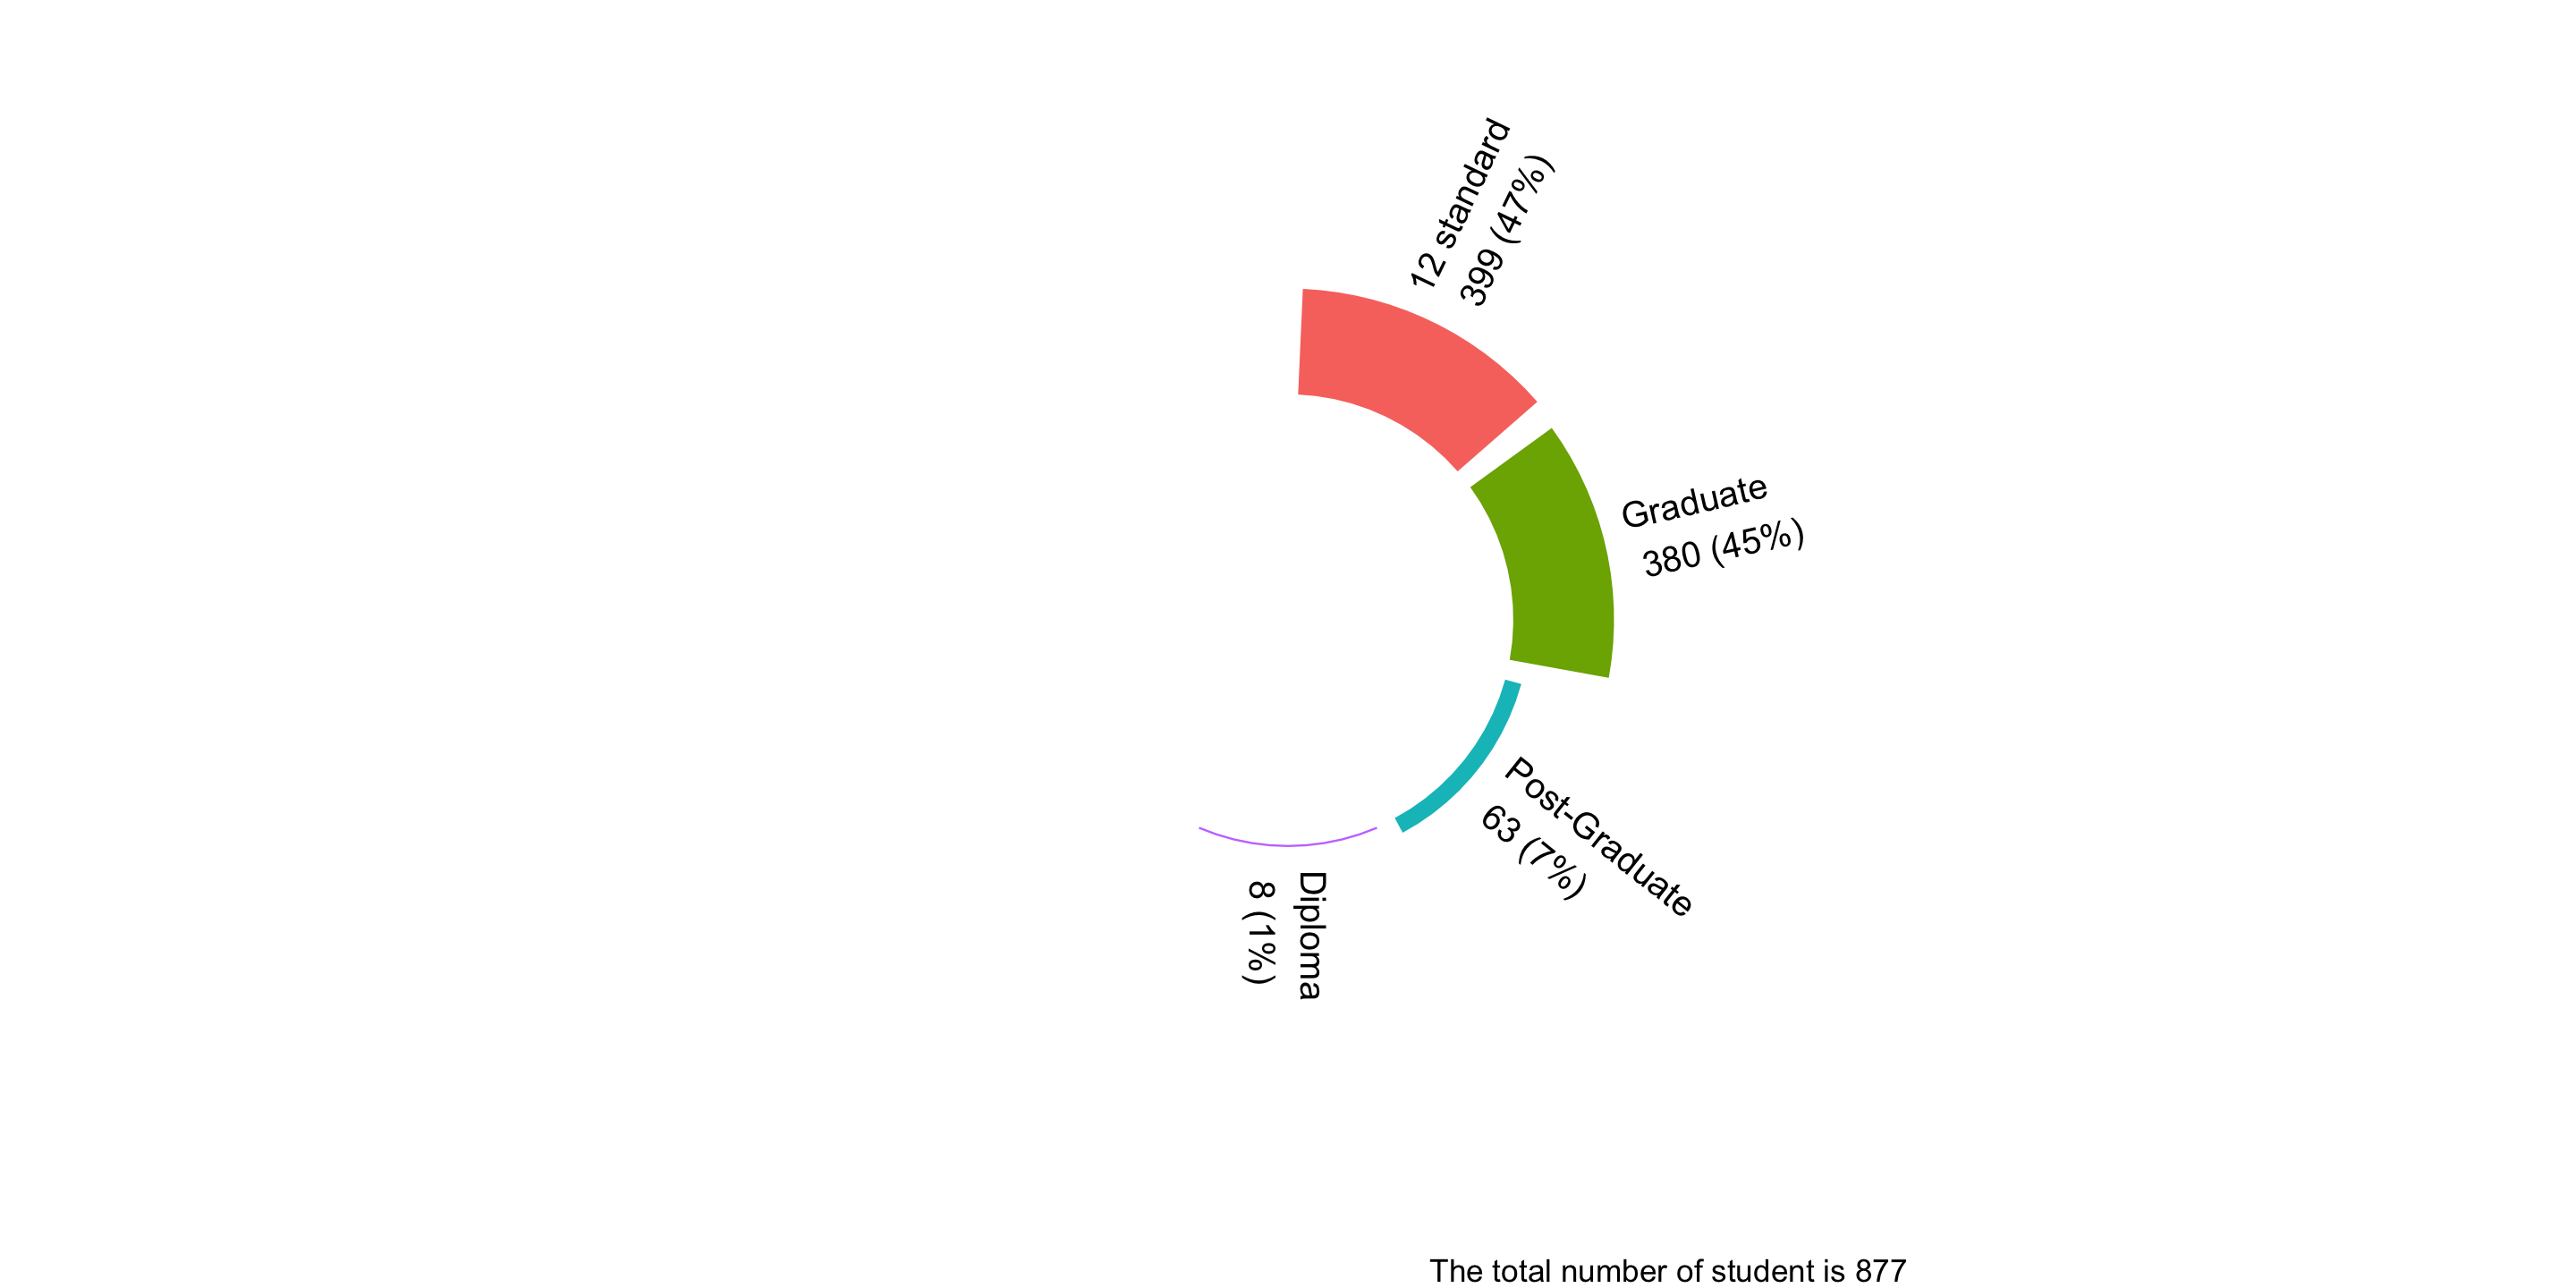 12 standard
399 (47%)
Graduate
380 (45%)
Post-Graduate
63 (7%)
Diploma
8 (1%)
The total number of student is 877